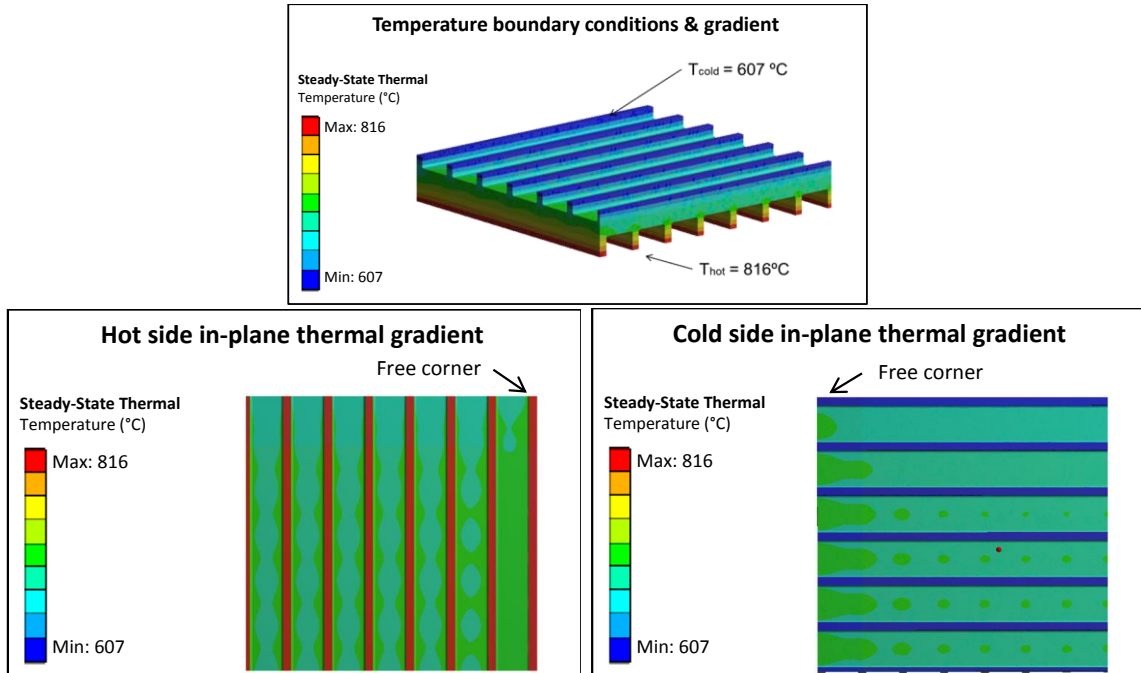 Temperature boundary conditions & gradient
Tcold = 607 ºC
Steady-State Thermal
Temperature (°C)
Max: 816
Min: 607
Thot = 816ºC
Hot side in-plane thermal gradient
Free corner
Steady-State Thermal
Temperature (°C)
Max: 816
Min: 607
Cold side in-plane thermal gradient
Free corner
Steady-State Thermal
Temperature (°C)
Max: 816
Min: 607